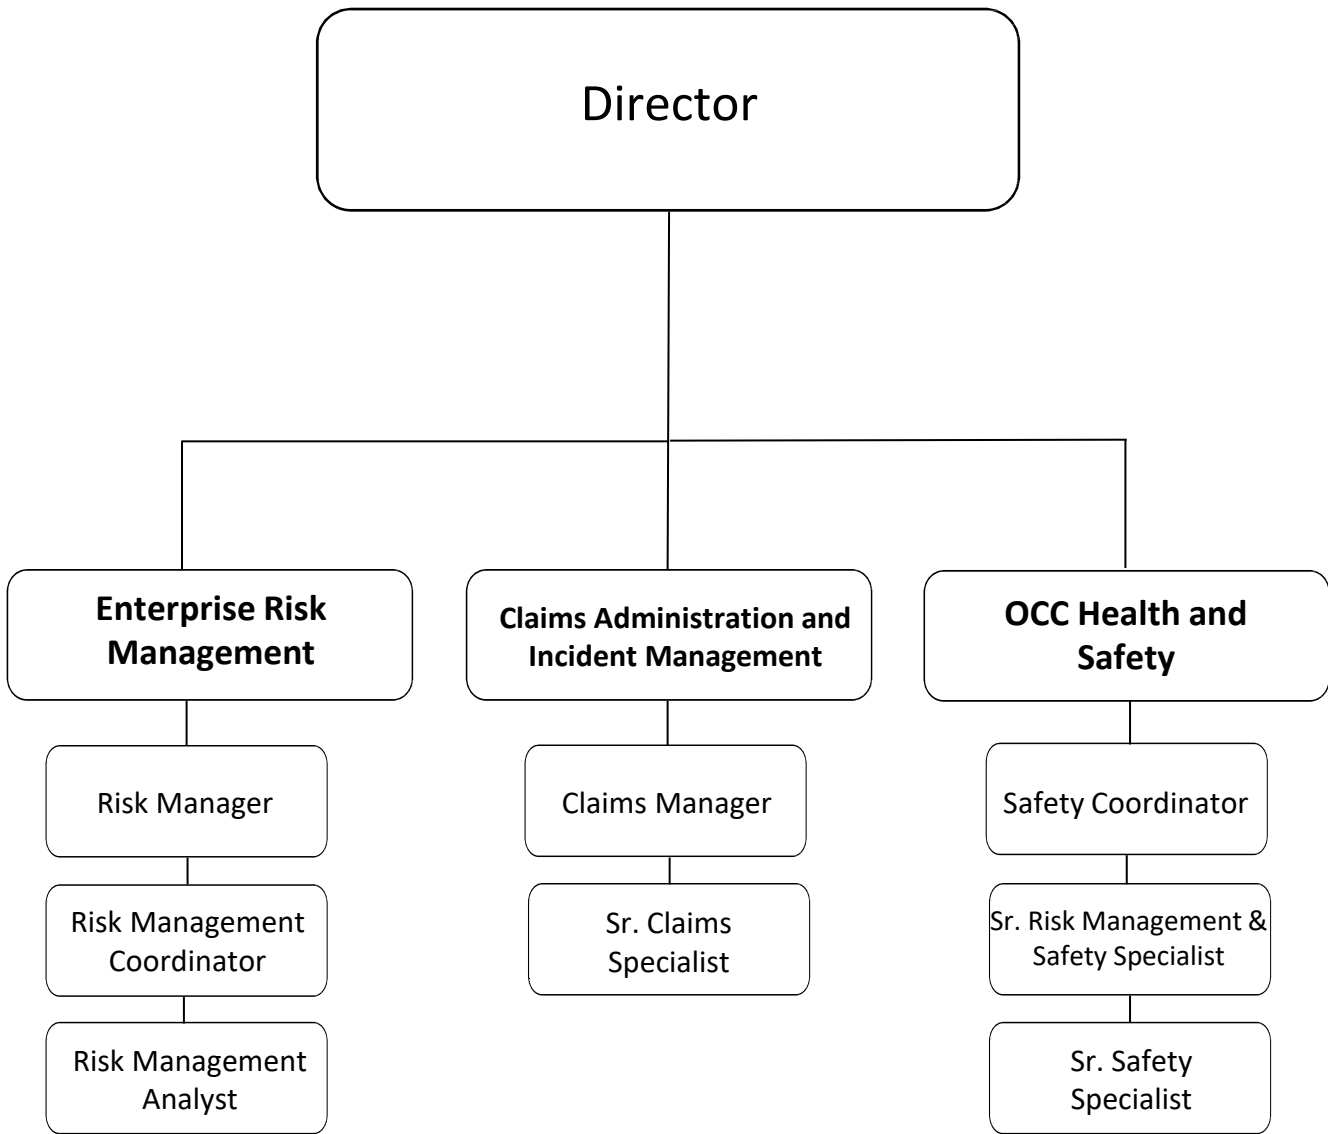 Director
Enterprise Risk
Management
Claims Administration and
Incident Management
OCC Health and
Safety
Risk Manager
Claims Manager
Safety Coordinator
Risk Management
Coordinator
Sr. Claims
Specialist
Sr. Risk Management &
Safety Specialist
Risk Management
Analyst
Sr. Safety
Specialist